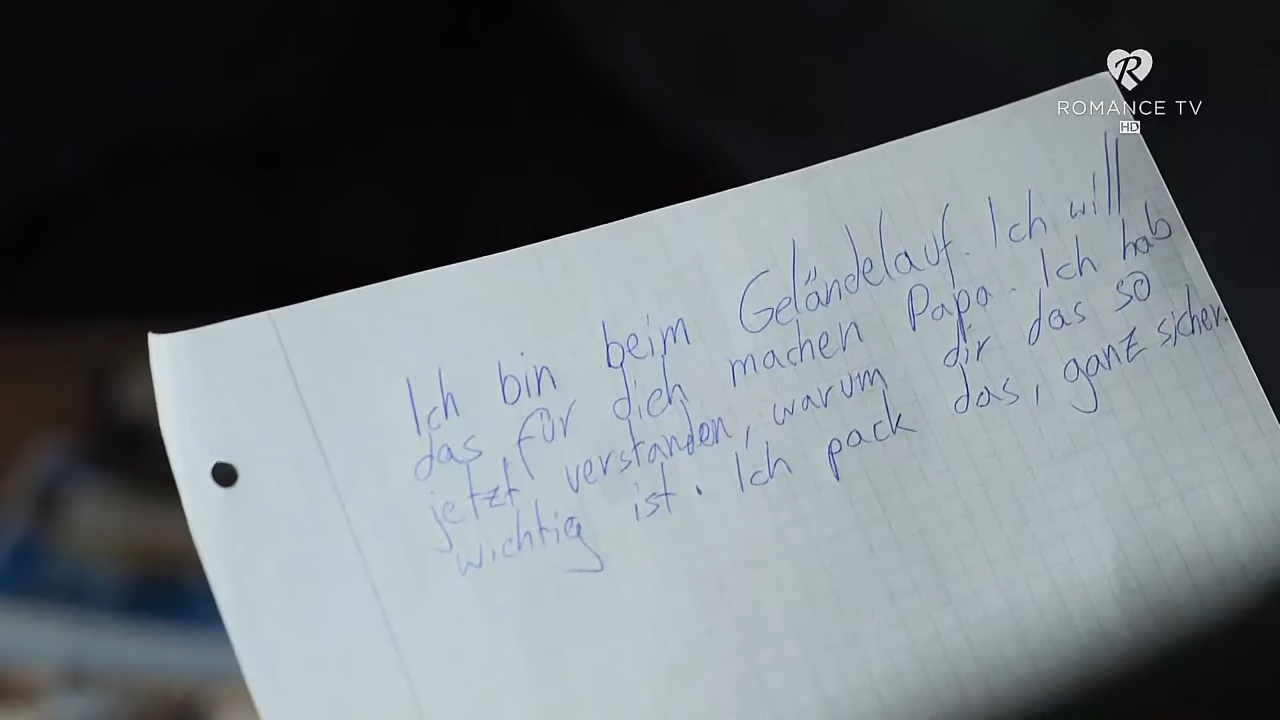 R
ROMANCE TV
HD
Ich bin beim Geländelauf. Ich will
das für dich machen Papa. Ich hab
jetzt verstanden, warum dir das so
wichtig ist. Ich pack das, ganz sicher.